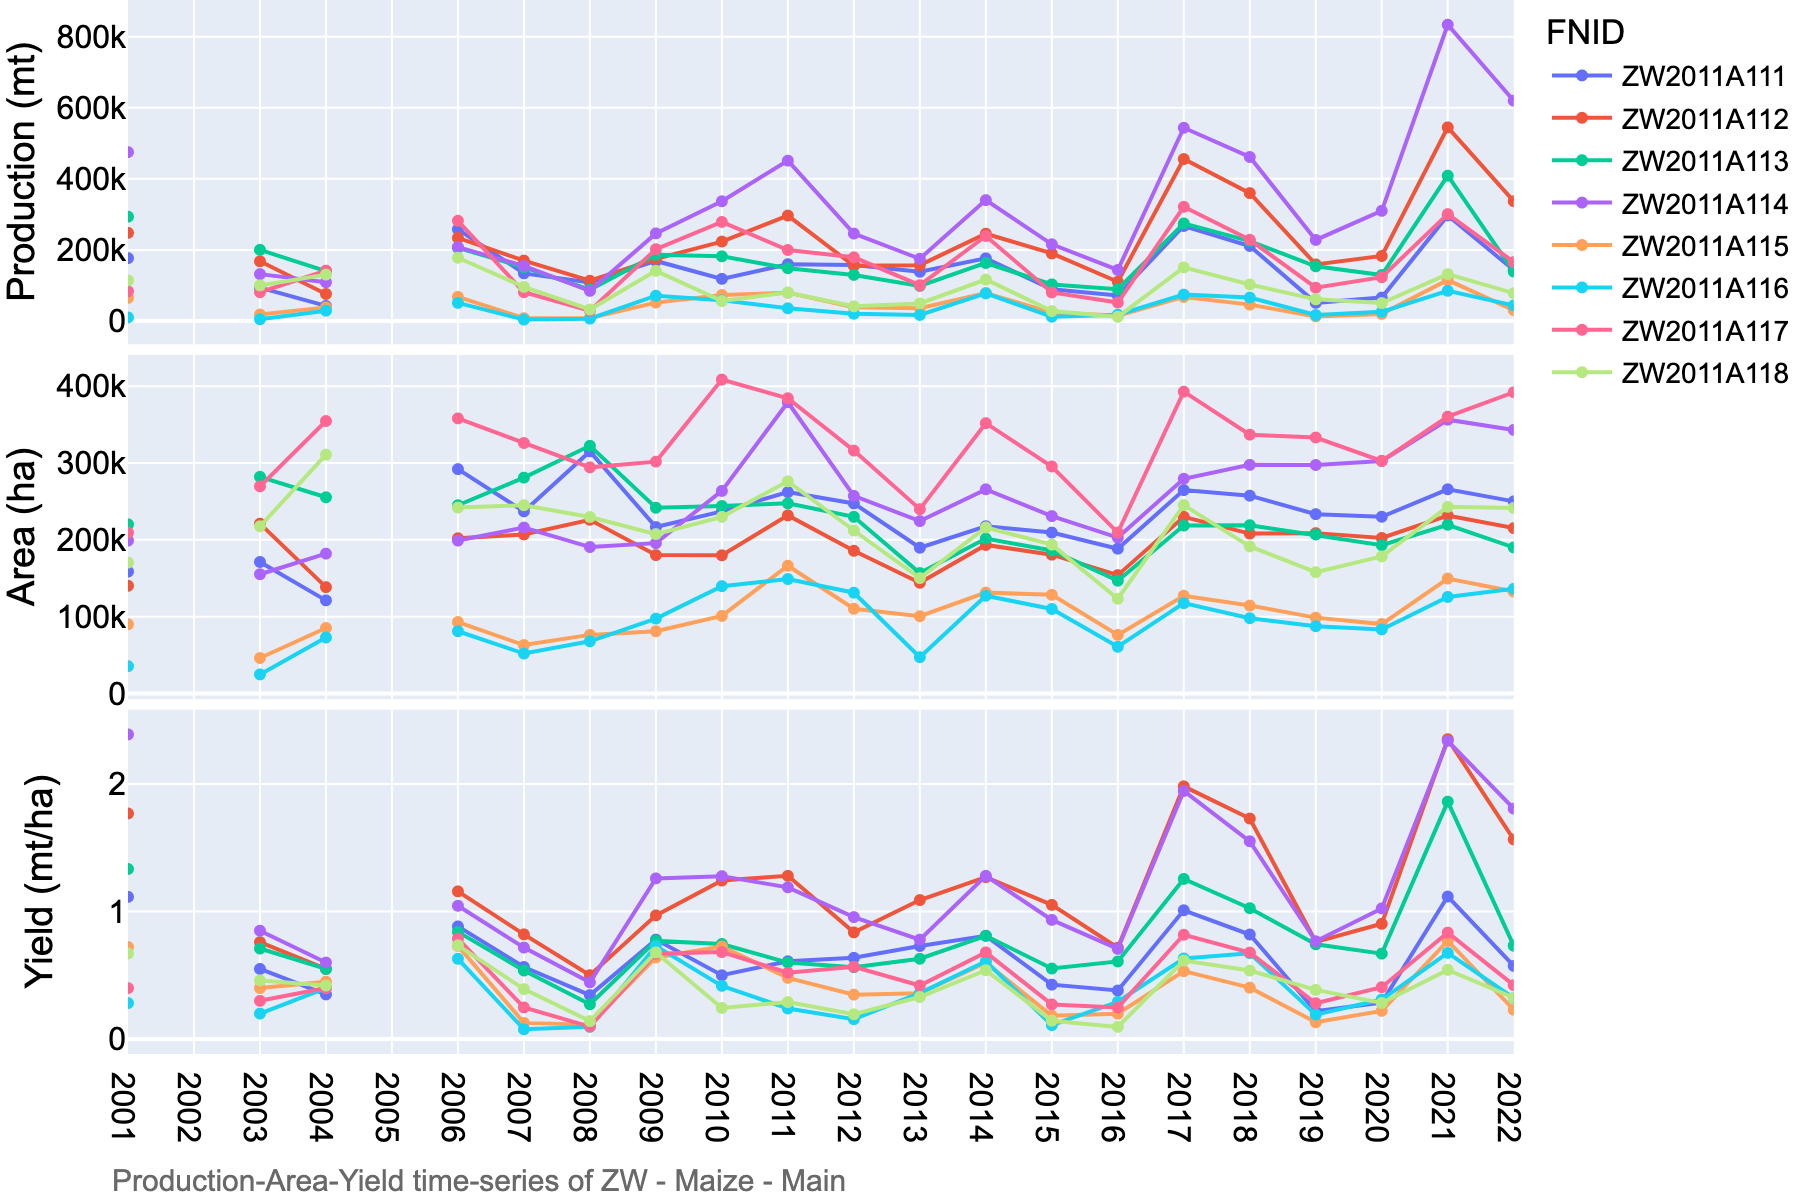 Production (mt)
800k
600k
400k
200k
0
Area (ha)
400k
300k
200k
100k
0
Yield (mt/ha)
2
1
0
2001
2002
2003
2004
2005
2006
2007
2008
2009
2010
2011
2012
2013
2014
2015
2016
2017
2018
2019
2020
2021
2022
FNID
ZW2011A111
ZW2011A112
ZW2011A113
ZW2011A114
ZW2011A115
ZW2011A116
ZW2011A117
ZW2011A118
Production-Area-Yield time-series of ZW - Maize - Main